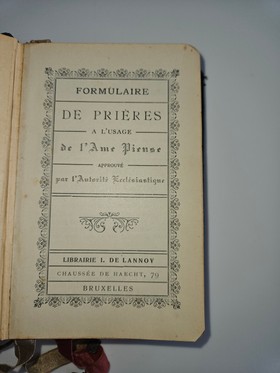 FORMULAIRE
DE PRIÈRES
A L'USAGE
de l'Ame Pieuse
APPROUVÉ
par l'Autorité Ecclésiastique
LIBRAIRIE L. DE LANNOY
CHAUSSÉE DE HAECHT, 79
BRUXELLES